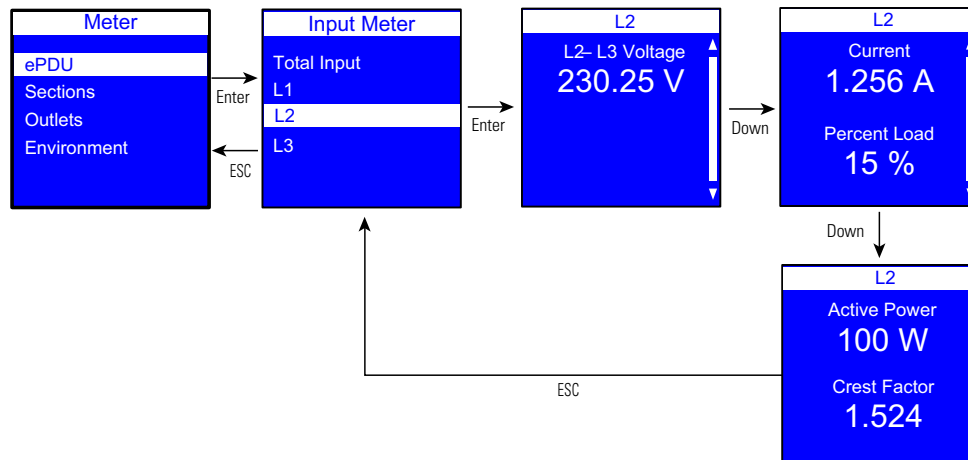 Meter
ePDU
Sections
Outlets
Environment
Enter
ESC
Input Meter
Total Input
L1
L2
L3
Enter
L2
L2– L3 Voltage
230.25 V
Down
L2
Current
1.256 A
Percent Load
15 %
Down
L2
Active Power
100 W
Crest Factor
1.524
ESC